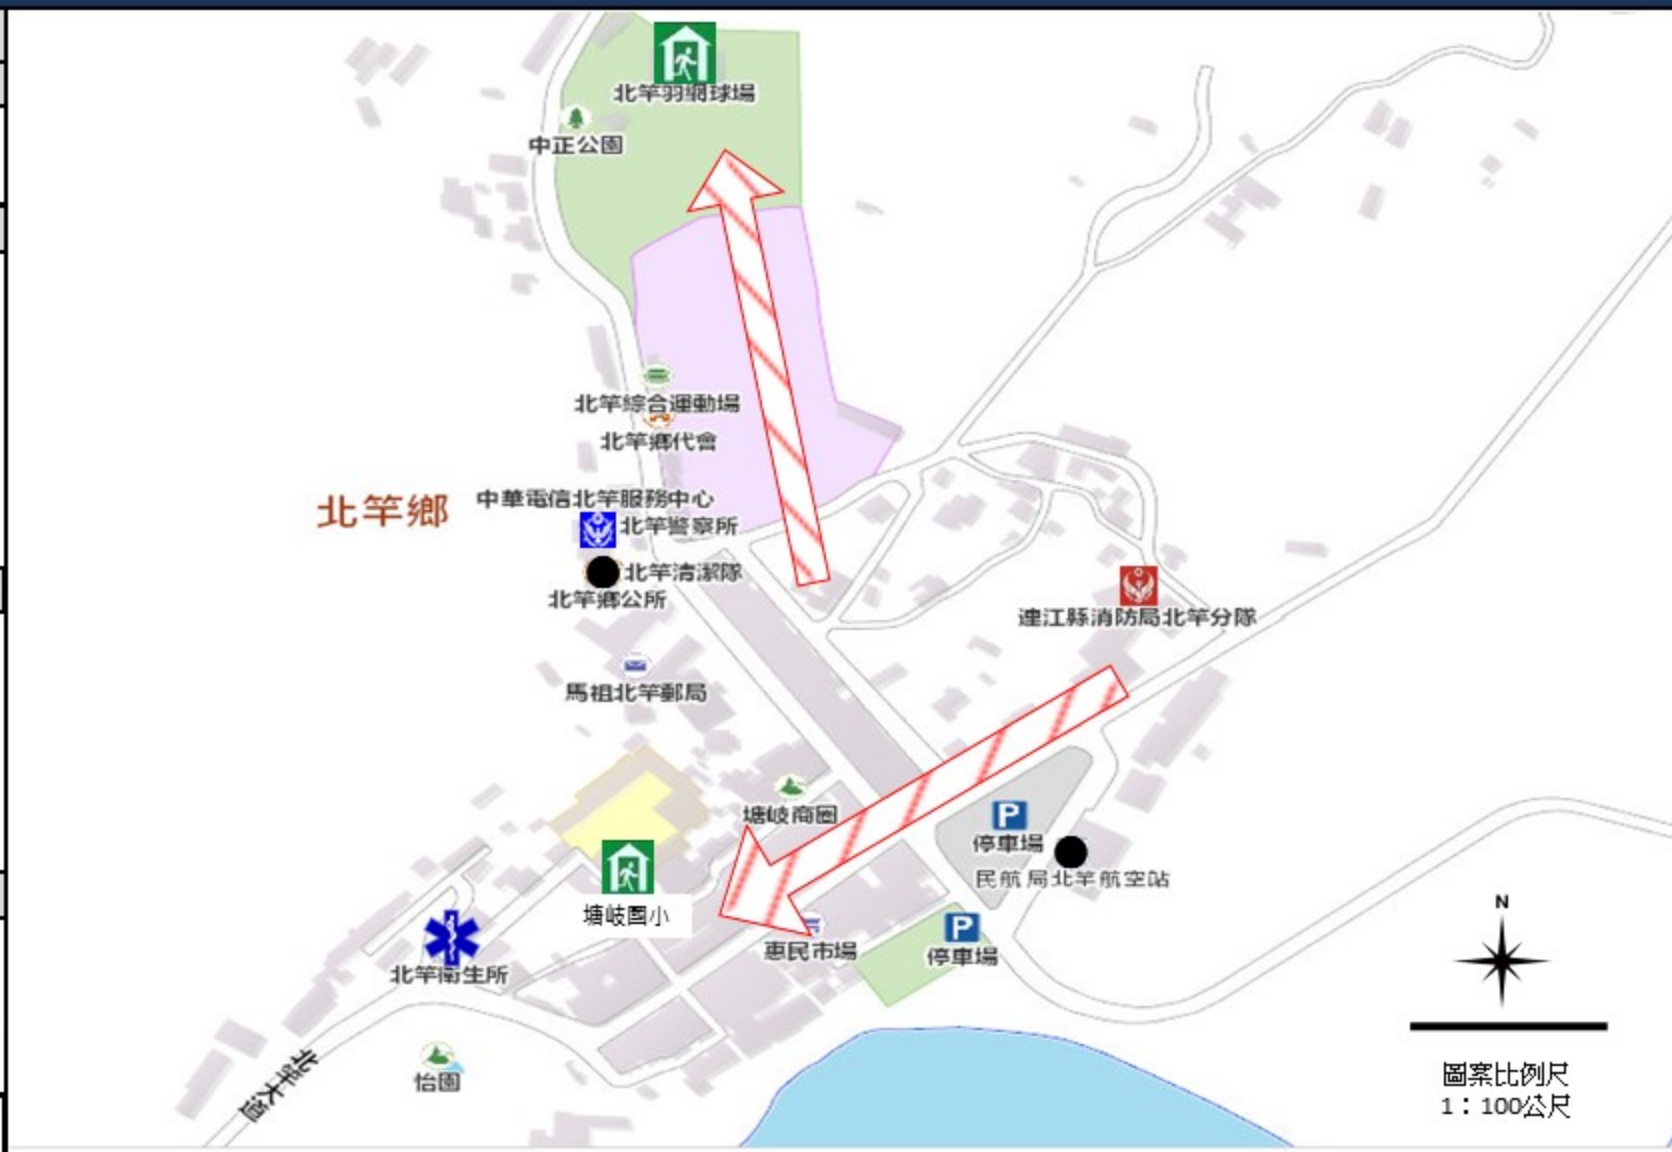 北竿羽網球場
中正公園
北竿綜合運動場
北竿鄉代會
北竿鄉
中華電信北竿服務中心
北竿警察所
北竿清潔隊
北竿鄉公所
連江縣消防局北竿分隊
馬祖北竿郵局
塘岐商圈
P
停車場
民航局北竿航空站
塘岐國小
P
惠民市場
停車場
北竿衛生所
N
北竿大道
怡園
圖案比例尺
1：100公尺